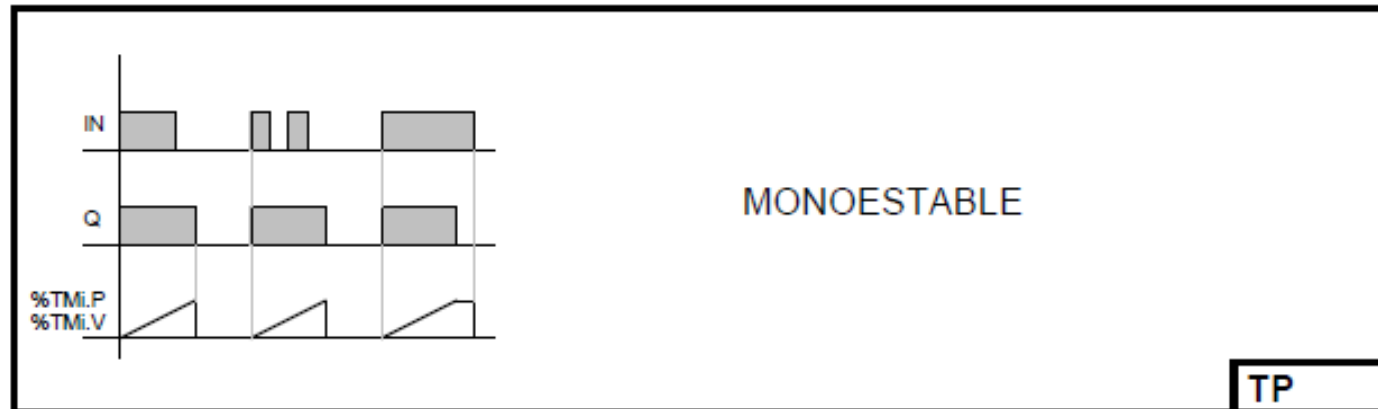 IN
MONOESTABLE
Q
%TMi.P
%TMi.V
TP